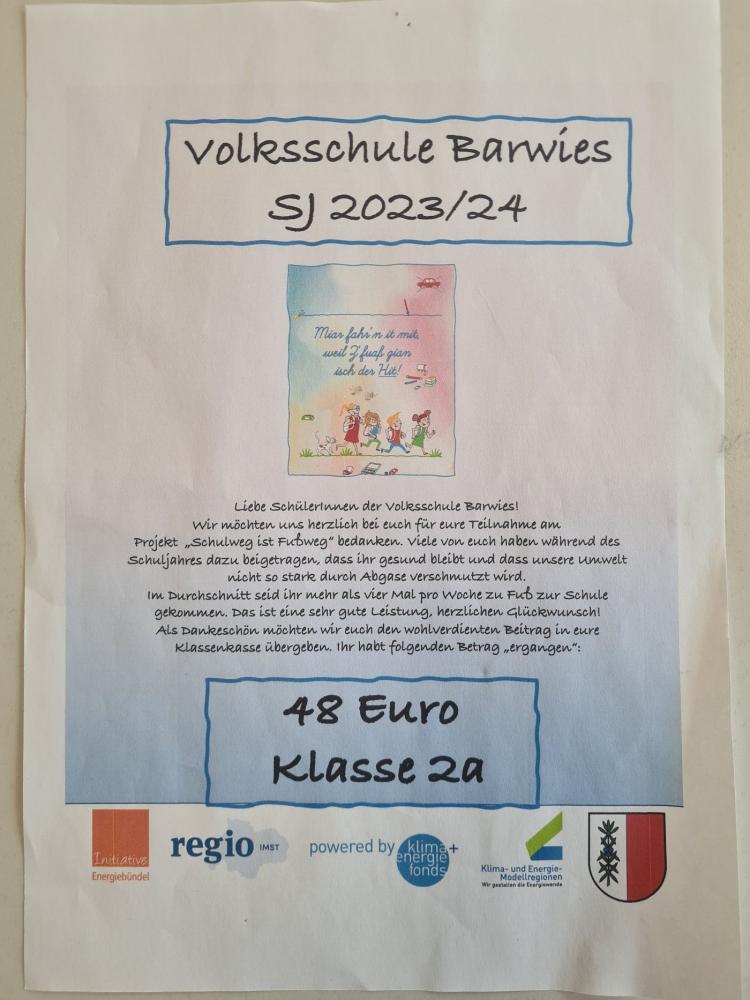 Volksschule Barwies
SJ 2023/24
Miar fahr'n it mit,
weil Z'fuaß gian
isch der Hit!
Liebe SchülerInnen der Volksschule Barwies!
Wir möchten uns herzlich bei euch für eure Teilnahme am
Projekt „Schulweg ist Fußweg“ bedanken. Viele von euch haben während des
Schuljahres dazu beigetragen, dass ihr gesund bleibt und dass unsere Umwelt
nicht so stark durch Abgase verschmutzt wird.
Im Durchschnitt seid ihr mehr als vier Mal pro Woche zu Fuß zur Schule
gekommen. Das ist eine sehr gute Leistung, herzlichen Glückwunsch!
Als Dankeschön möchten wir euch den wohlverdienten Beitrag in eure
Klassenkasse übergeben. Ihr habt folgenden Betrag „ergangen“:
48 Euro
Klasse 2a
Initiative
Energiebündel
regio IMST
powered by klima+
energie
fonds
Klima- und Energie-
Modellregionen
Wir gestalten die Energiewende